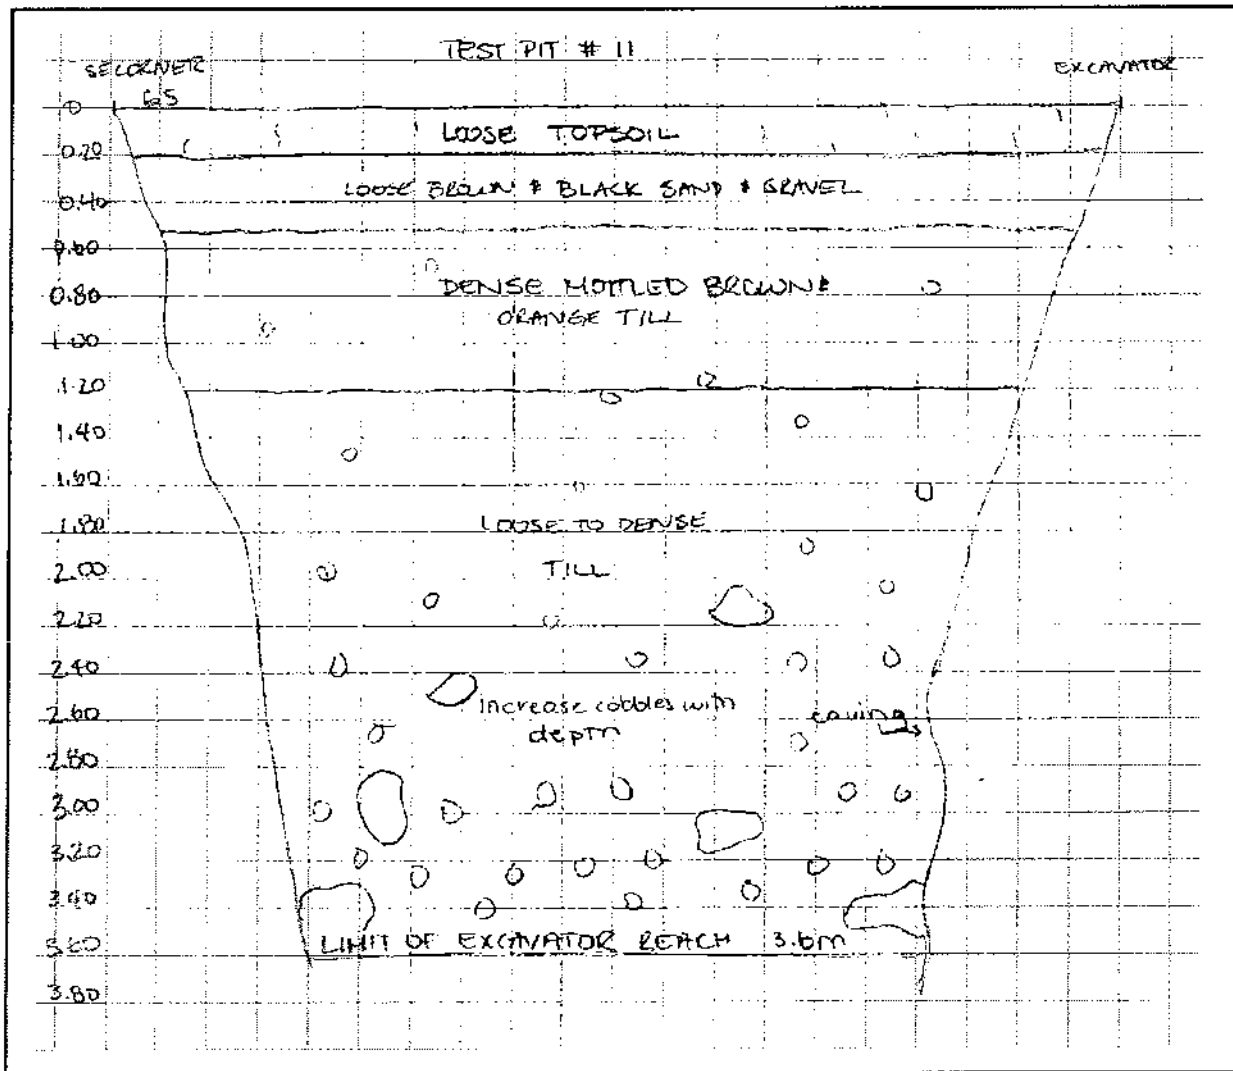 TEST PIT # 11
SE CORNER
EXCAVATOR
GS
0
LOOSE TOPSOIL
0.20
LOOSE BROWN & BLACK SAND & GRAVEL
0.40
0.60
DENSE MOTTLED BROWN &
0.80
ORANGE TILL
1.00
1.20
1.40
1.60
LOOSE TO DENSE
1.80
TILL
2.00
2.20
2.40
Increase cobbles with
2.60
caving
depth
2.80
3.00
3.20
3.40
LIMIT OF EXCAVATOR REACH 3.6m
3.60
3.80